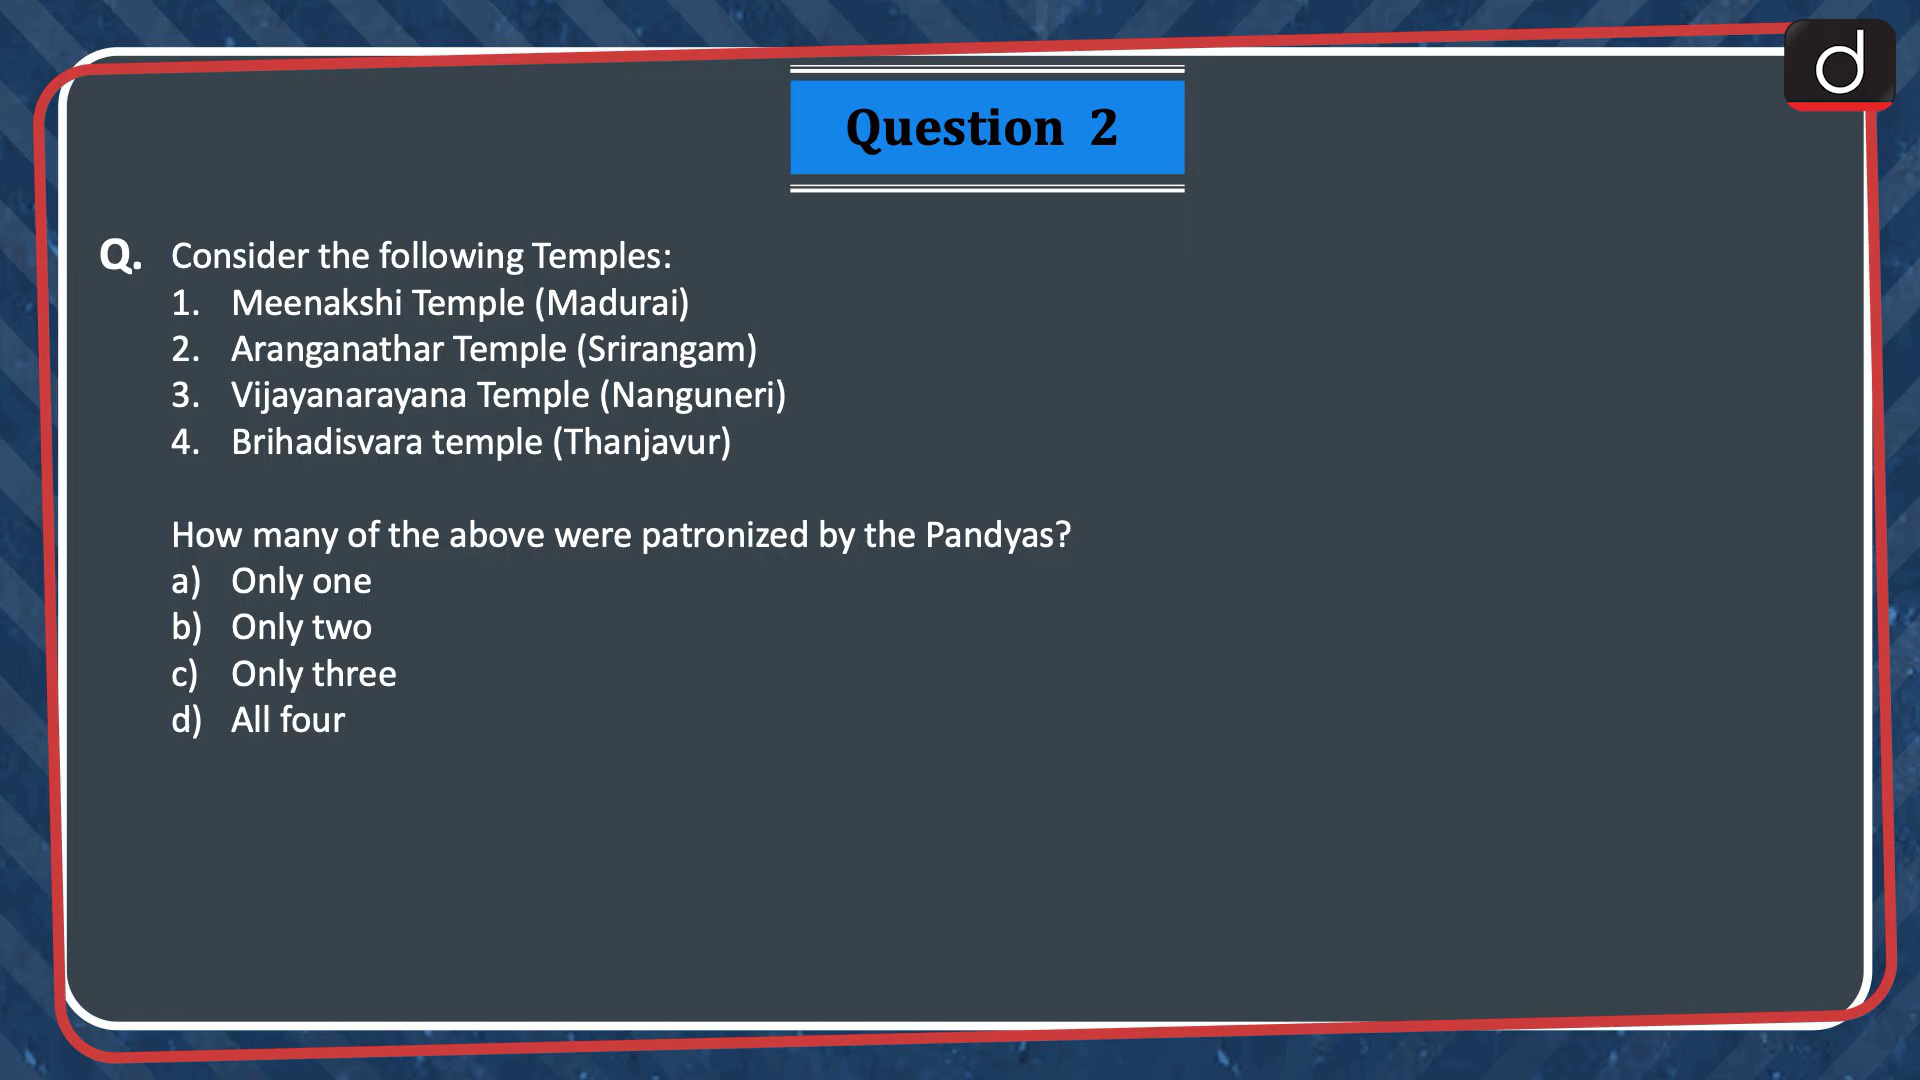 d
Question 2
Q. Consider the following Temples:
1. Meenakshi Temple (Madurai)
2. Aranganathar Temple (Srirangam)
3. Vijayanarayana Temple (Nanguneri)
4. Brihadisvara temple (Thanjavur)
How many of the above were patronized by the Pandyas?
a) Only one
b) Only two
c) Only three
d) All four